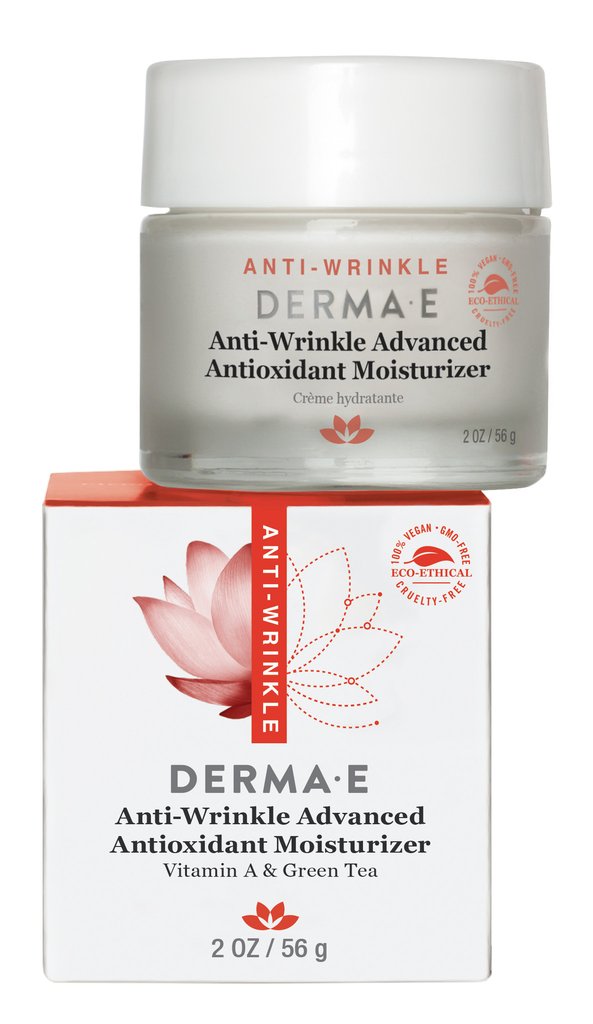 ANTI-WRINKLE
DERMA·E
Anti-Wrinkle Advanced
Antioxidant Moisturizer
Crème hydratante
2 OZ / 56 g
100% VEGAN · GMO-FREE
ECO-ETHICAL
CRUELTY-FREE
ANTI-WRINKLE
100% VEGAN · GMO-FREE
ECO-ETHICAL
CRUELTY-FREE
DERMA·E
Anti-Wrinkle Advanced
Antioxidant Moisturizer
Vitamin A & Green Tea
2 OZ / 56 g